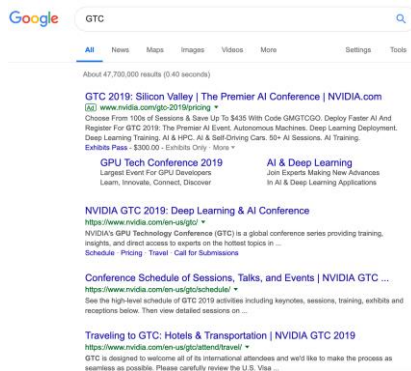 Google
GTC
All News Maps Images Videos More Settings Tools
About 47,700,000 results (0.40 seconds)
GTC 2019: Silicon Valley | The Premier AI Conference | NVIDIA.com
Ad www.nvidia.com/gtc-2019/pricing
Choose From 100s of Sessions & Save Up To $435 With Code GMGTCGO. Deploy Faster AI And
Register For GTC 2019: The Premier AI Event. Autonomous Machines. Deep Learning Deployment.
Deep Learning Training. AI & HPC. AI & Self-Driving Cars. 50+ AI Sessions. AI Training.
Exhibits Pass - $300.00 - Exhibits Only · More
GPU Tech Conference 2019
Largest Event For GPU Developers
Learn, Innovate, Connect, Discover
AI & Deep Learning
Join Experts Making New Advances
In AI & Deep Learning Applications
NVIDIA GTC 2019: Deep Learning & AI Conference
https://www.nvidia.com/en-us/gtc/
NVIDIA's GPU Technology Conference (GTC) is a global conference series providing training,
insights, and direct access to experts on the hottest topics in ...
Schedule · Pricing · Travel · Call for Submissions
Conference Schedule of Sessions, Talks, and Events | NVIDIA GTC ...
https://www.nvidia.com/en-us/gtc/schedule/
See the high-level schedule of GTC 2019 activities including keynotes, sessions, training, exhibits and
receptions below. Then view detailed sessions on ...
Traveling to GTC: Hotels & Transportation | NVIDIA GTC 2019
https://www.nvidia.com/en-us/gtc/attend/travel/
GTC is designed to welcome all of its international attendees and we'd like to make the process as
seamless as possible. Please carefully review the U.S. Visa ...